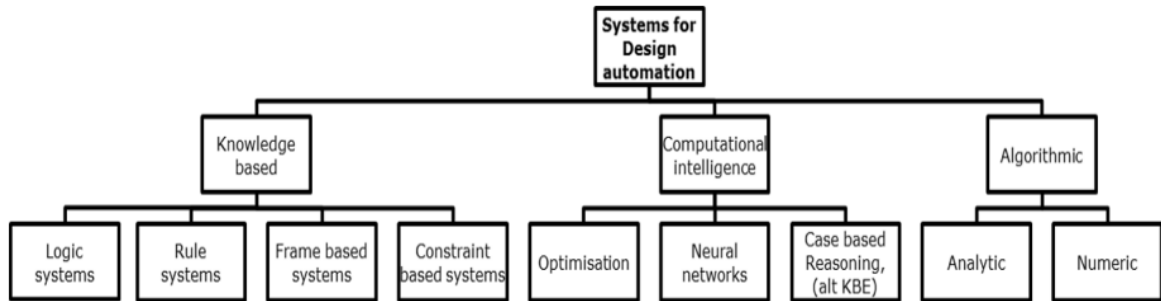 Systems for
Design
automation
Knowledge
based
Computational
intelligence
Algorithmic
Logic
systems
Rule
systems
Frame based
systems
Constraint
based systems
Optimisation
Neural
networks
Case based
Reasoning,
(alt KBE)
Analytic
Numeric